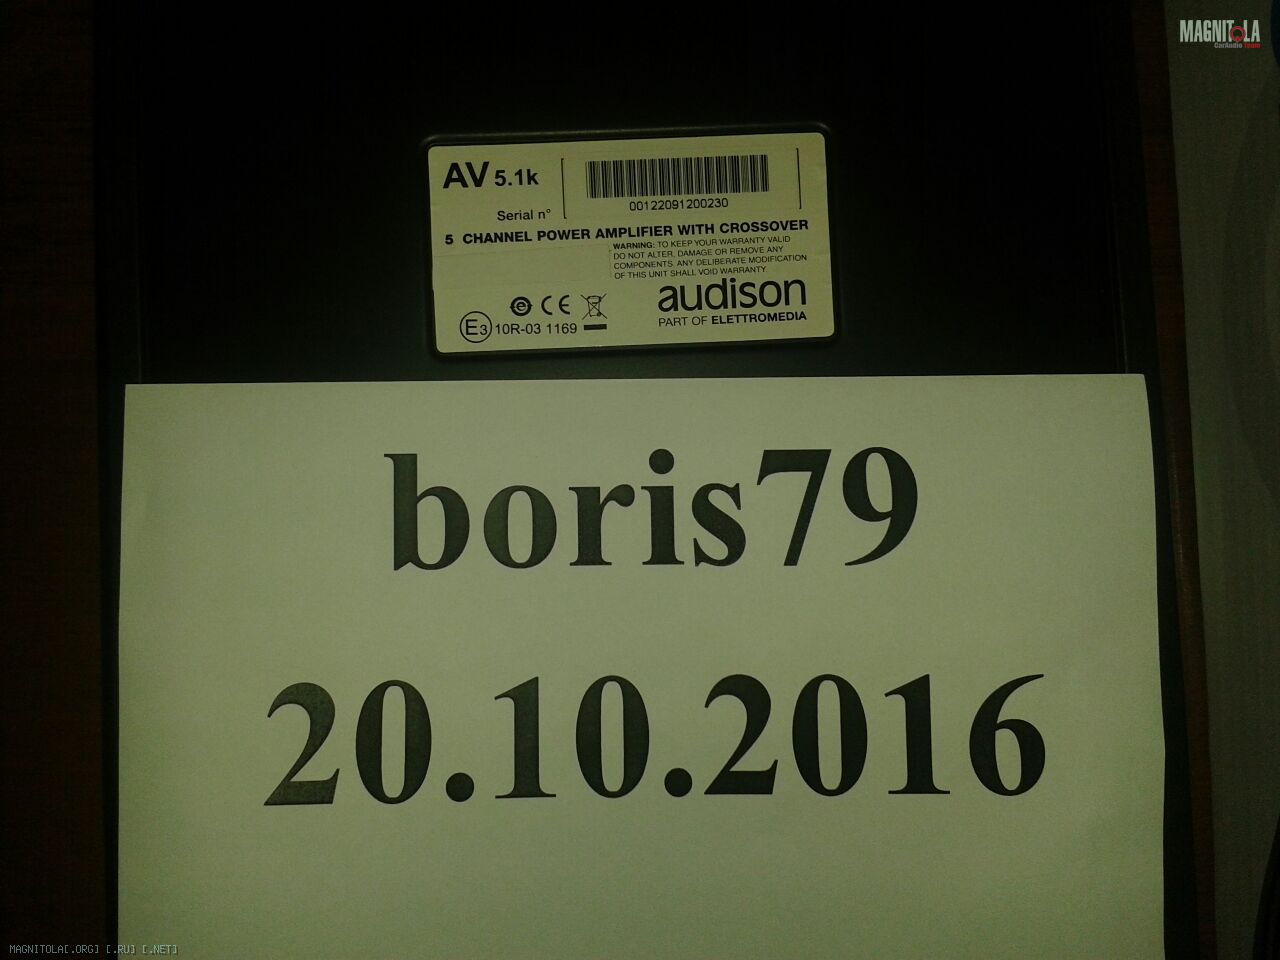 MAGNITOLA
CarAudio Team
AV 5.1k
Serial n°
00122091200230
5 CHANNEL POWER AMPLIFIER WITH CROSSOVER
WARNING: TO KEEP YOUR WARRANTY VALID
DO NOT ALTER, DAMAGE OR REMOVE ANY
COMPONENTS. ANY DELIBERATE MODIFICATION
OF THIS UNIT SHALL VOID WARRANTY.
e CE
E3 10R-03 1169
audison
PART OF ELETTROMEDIA
boris79
20.10.2016
MAGNITOLA[.ORG] [.RU] [.NET]